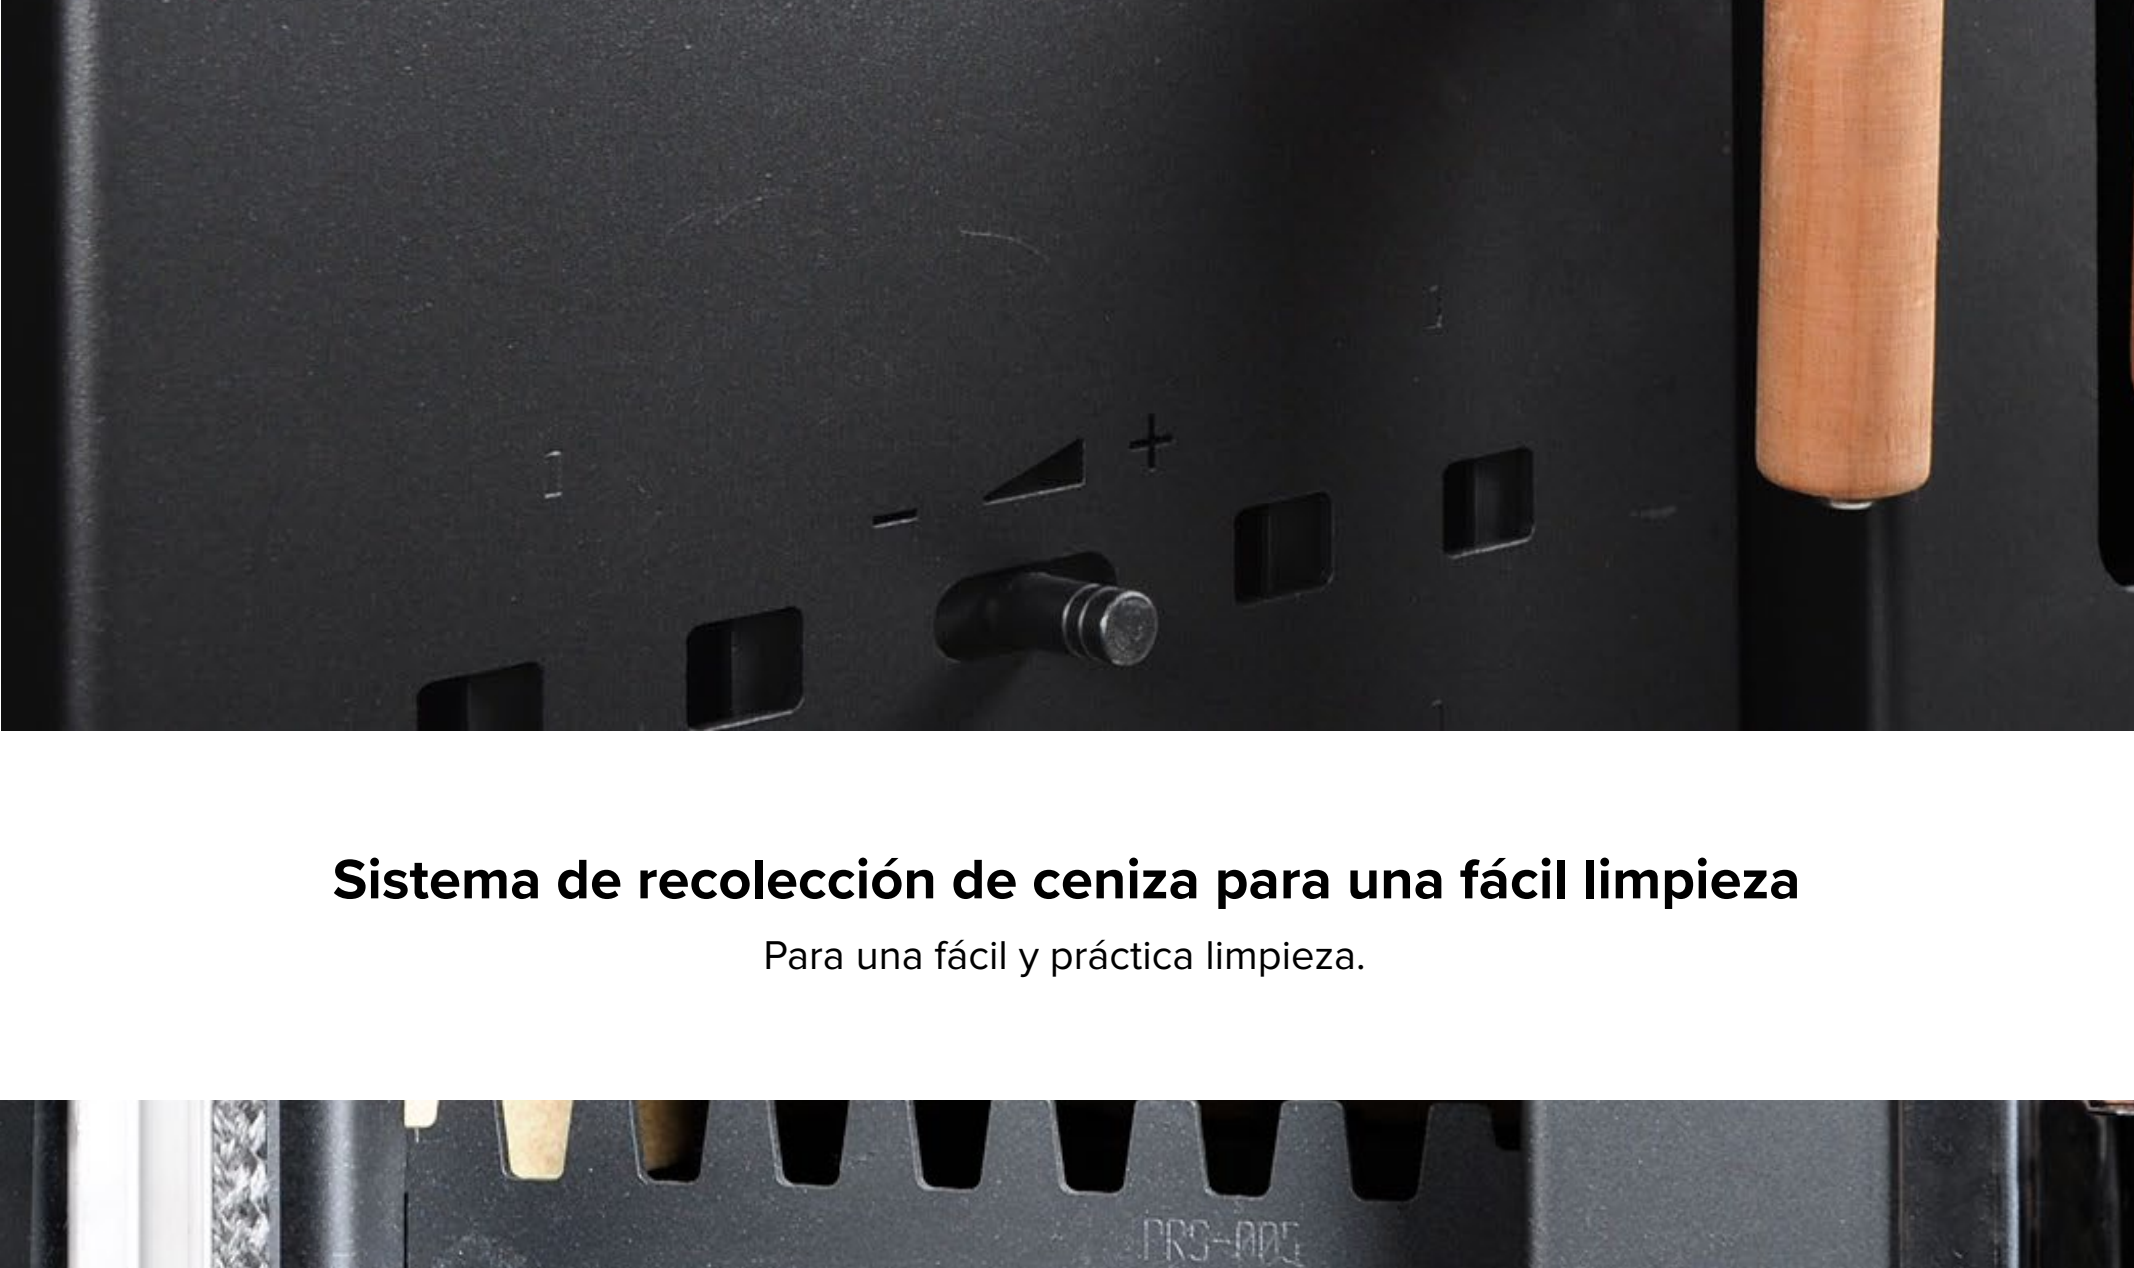 − +
Sistema de recolección de ceniza para una fácil limpieza
Para una fácil y práctica limpieza.